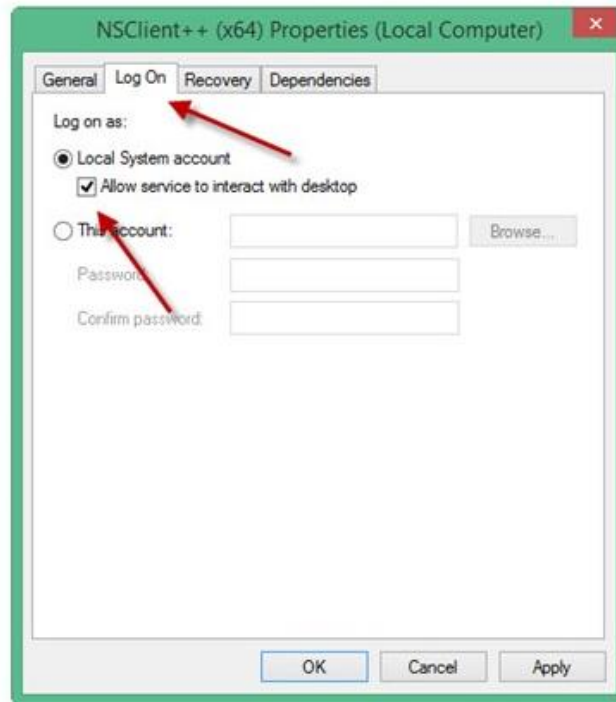 NSClient++ (x64) Properties (Local Computer)
General Log On Recovery Dependencies
Log on as:
Local System account
Allow service to interact with desktop
This account:
Browse...
Password:
Confirm password:
OK Cancel Apply